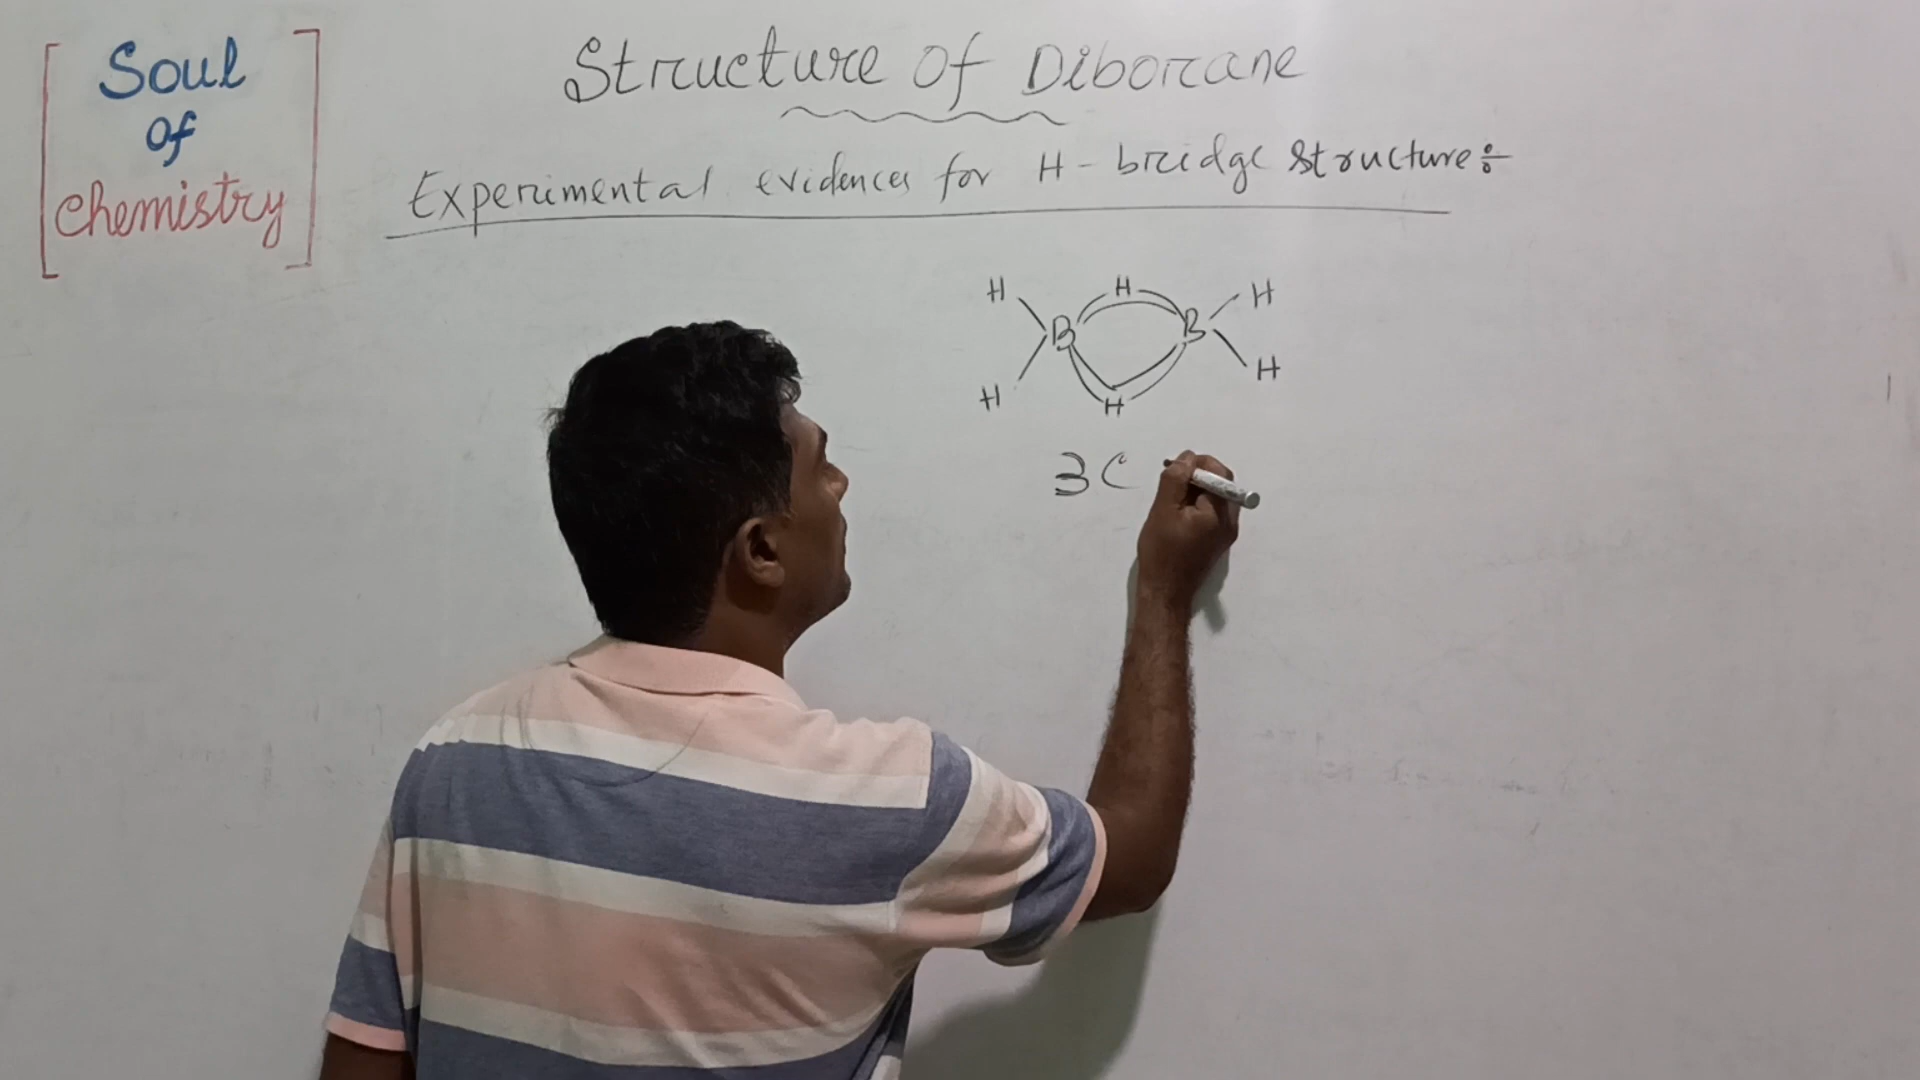 Soul
of
Chemistry
Structure of Diborane
Experimental evidences for H-bridge structure÷
H H H
B B
H H H
3C